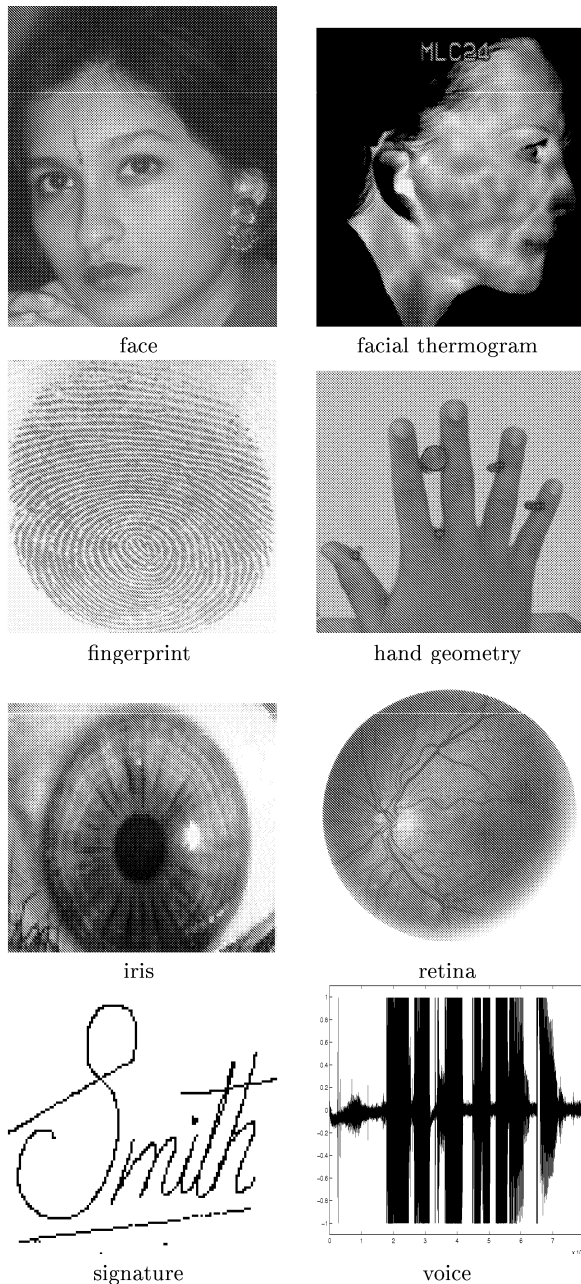 MLC24
face
facial thermogram
fingerprint
hand geometry
iris
retina
Smith
1
0.8
0.6
0.4
0.2
0
−0.2
−0.4
−0.6
−0.8
−1
0 1 2 3 4 5 6 7
x 10
signature
voice